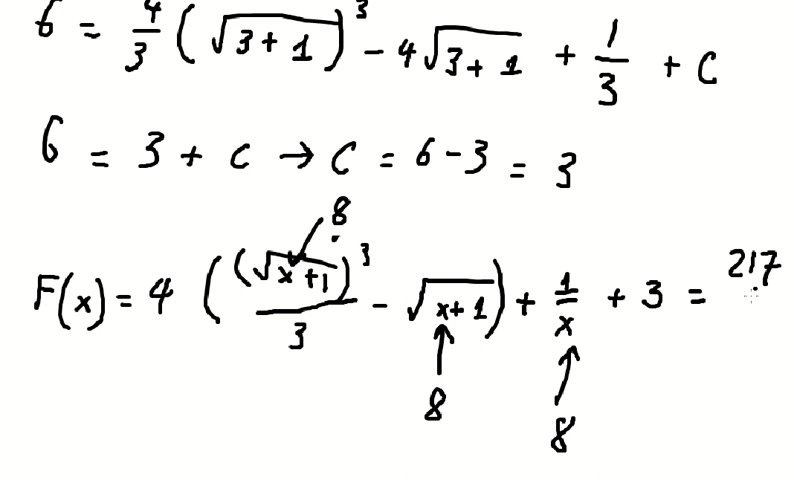 6 = 4/3 (√(3 + 1))³ - 4√(3 + 1) + 1/3 + C
6 = 3 + C → C = 6 - 3 = 3
8
F(x) = 4 ((√(x + 1))³/3 - √(x + 1)) + 1/x + 3 = 217
8
8